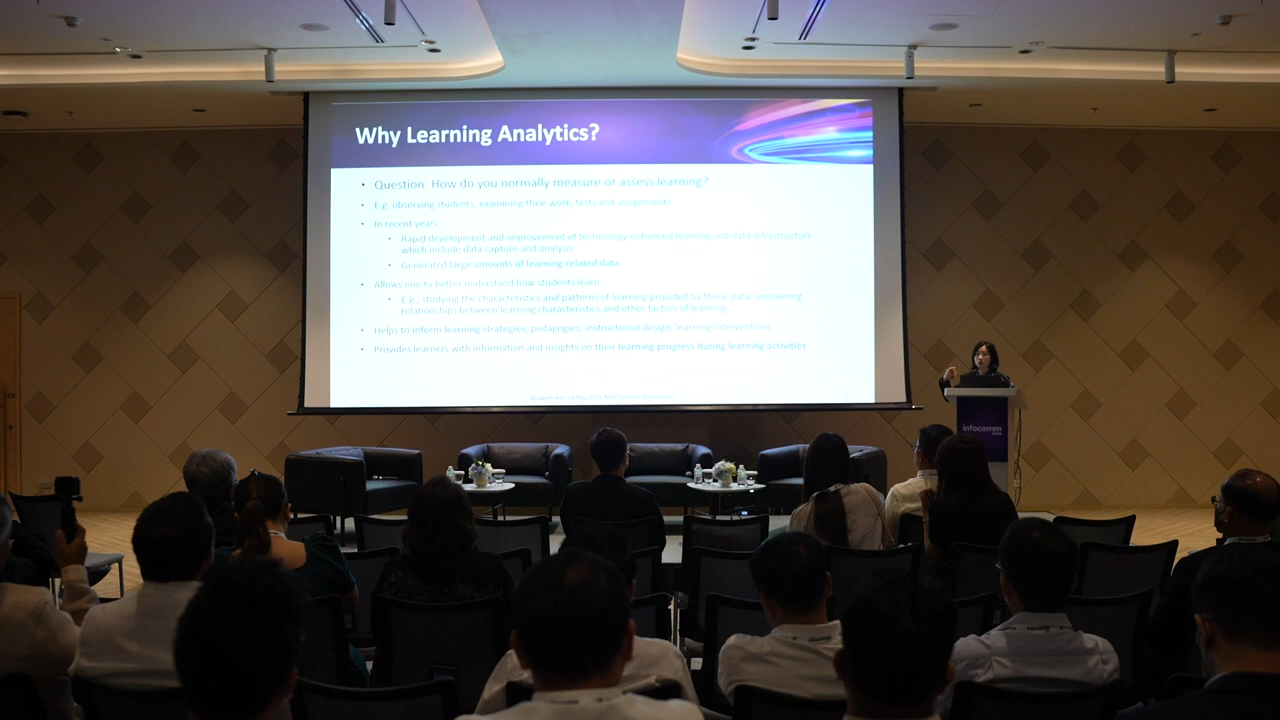 Why Learning Analytics?
• Question: How do you normally measure or assess learning?
• E.g. observing students, examining their work, tests and assignments
• In recent years
• Rapid development and improvement of technology-enhanced learning and data infrastructure
which include data capture and analysis
• Generated large amounts of learning-related data
• Allows one to better understand how students learn
• E.g., studying the characteristics and patterns of learning provided by these data, uncovering
relationships between learning characteristics and other factors of learning
• Helps to inform learning strategies, pedagogies, instructional design, learning interventions
• Provides learners with information and insights on their learning progress during learning activities
infocomm
ASIA